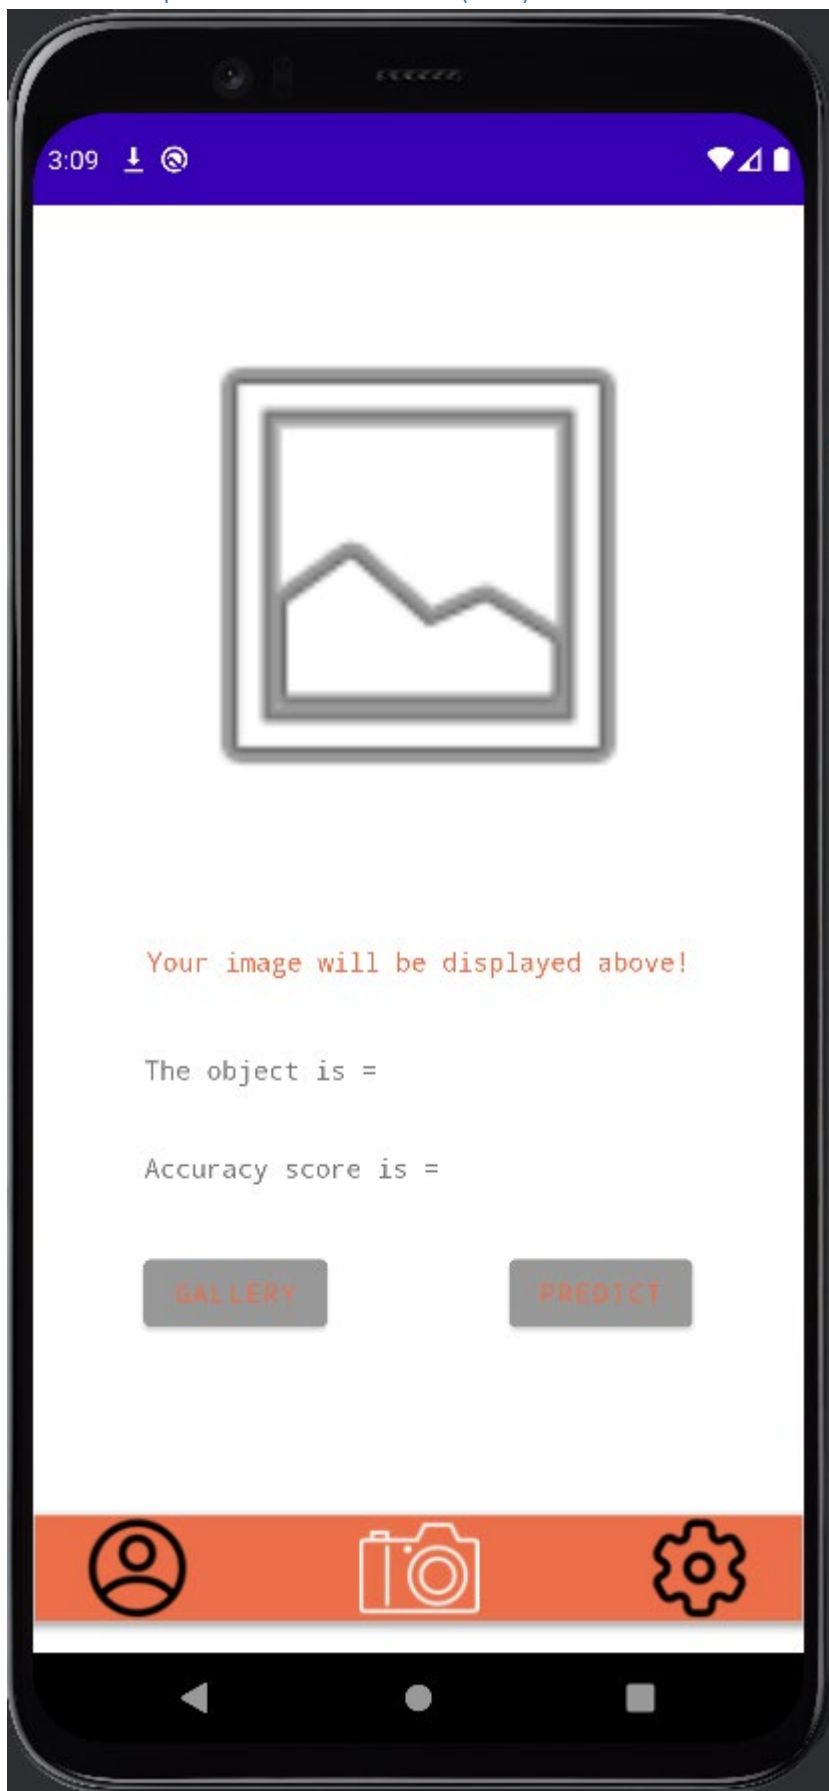 3:09
Your image will be displayed above!
The object is =
Accuracy score is =
GALLERY PREDICT